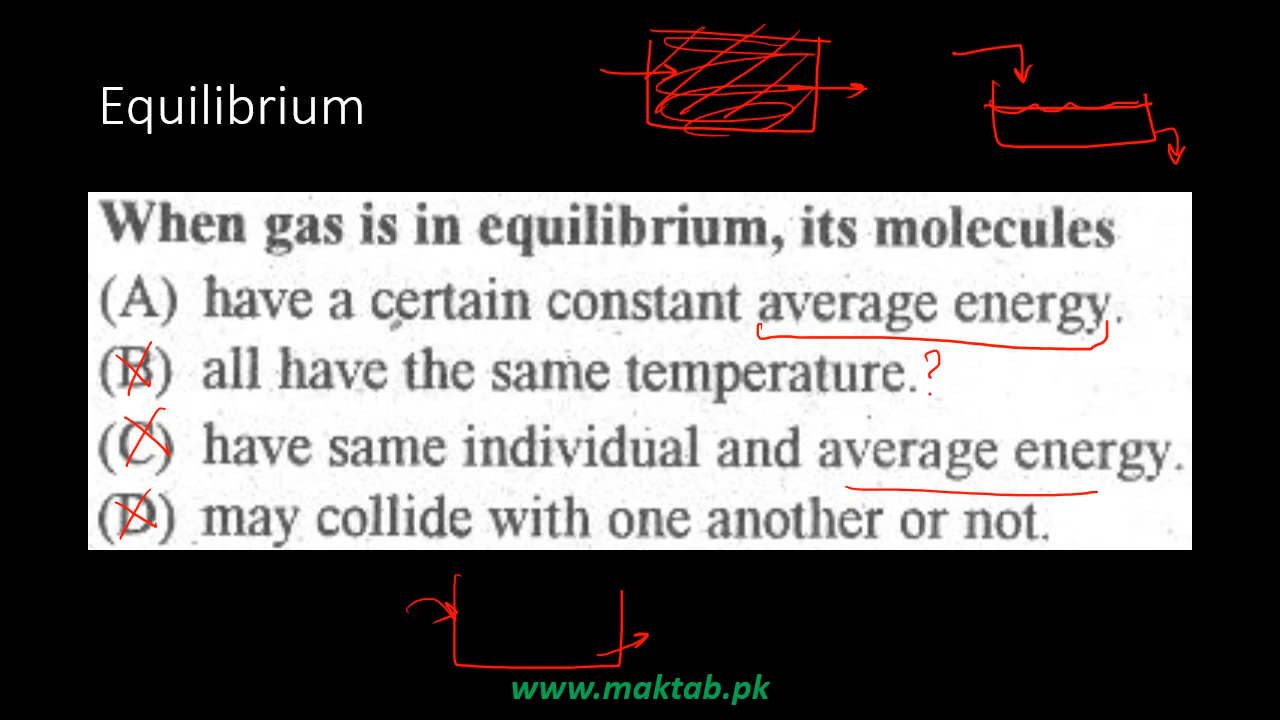 Equilibrium
When gas is in equilibrium, its molecules
(A) have a certain constant average energy.
(B) all have the same temperature.?
(C) have same individual and average energy.
(D) may collide with one another or not.
www.maktab.pk